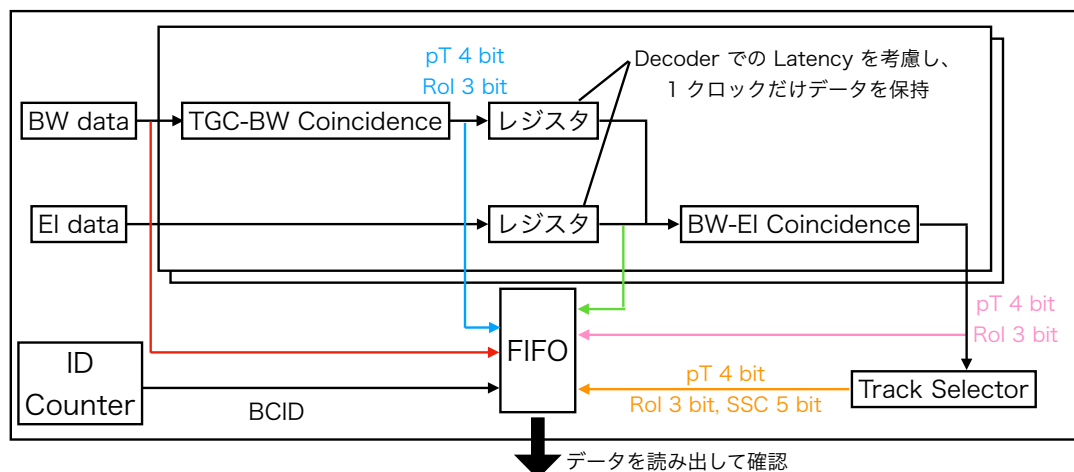 pT 4 bit
RoI 3 bit
Decoder での Latency を考慮し、
1 クロックだけデータを保持
BW data
TGC-BW Coincidence
レジスタ
EI data
レジスタ
BW-EI Coincidence
pT 4 bit
RoI 3 bit
FIFO
ID
Counter
BCID
pT 4 bit
RoI 3 bit, SSC 5 bit
Track Selector
データを読み出して確認